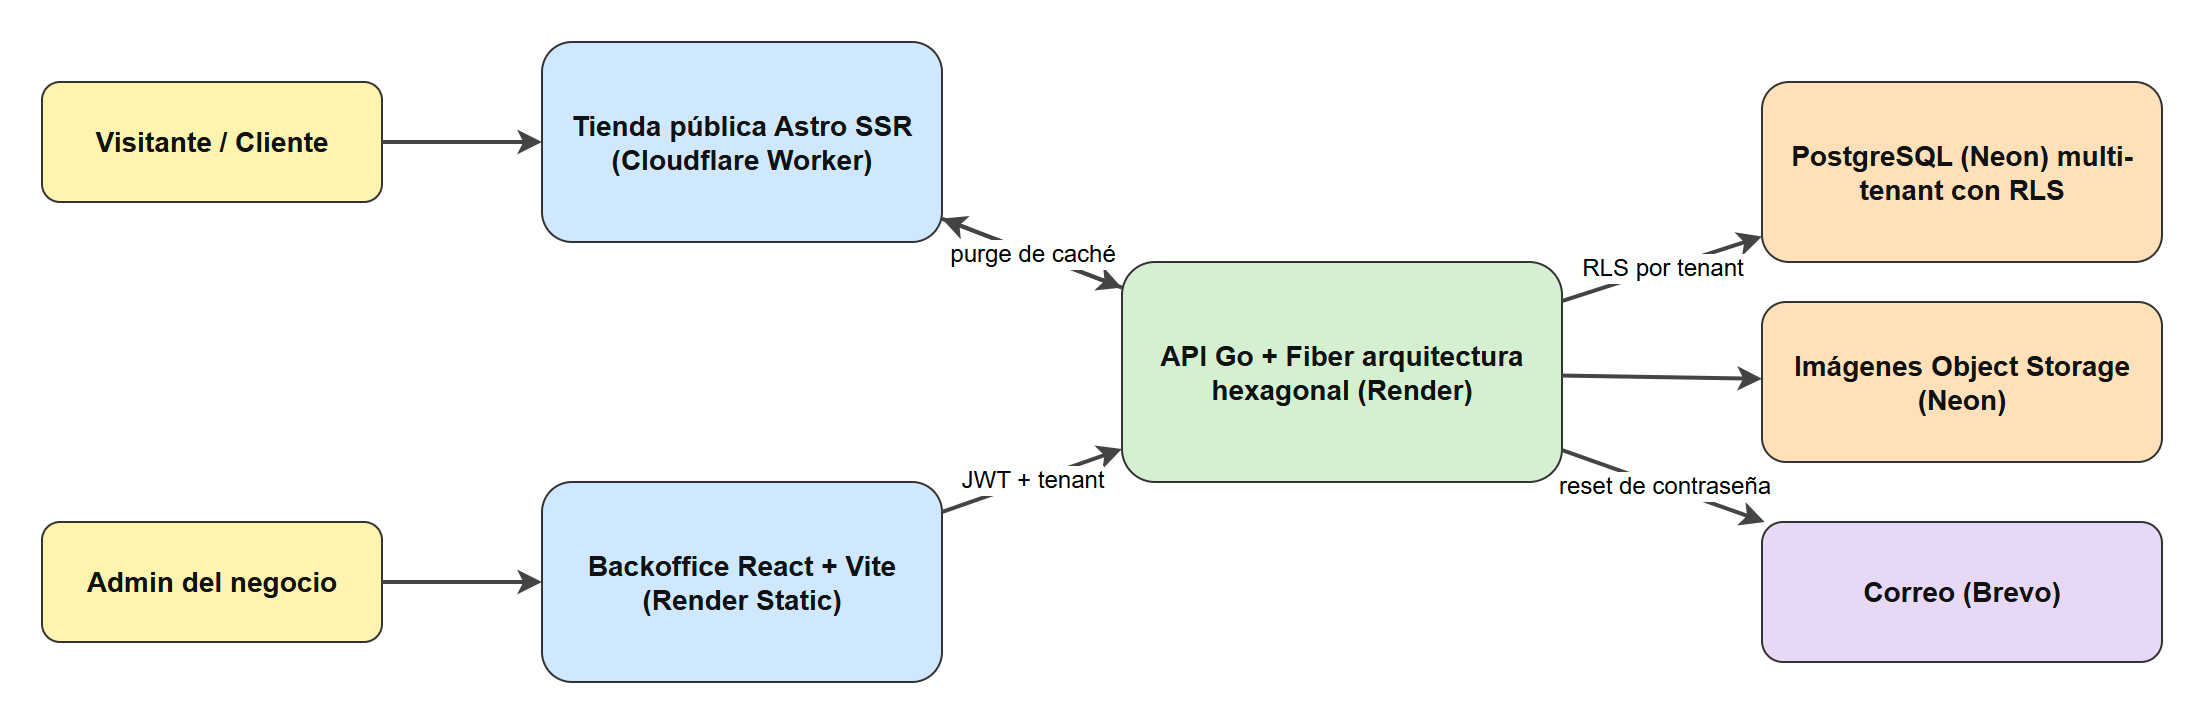 Visitante / Cliente
Tienda pública Astro SSR
(Cloudflare Worker)
purge de caché
Admin del negocio
Backoffice React + Vite
(Render Static)
JWT + tenant
API Go + Fiber arquitectura
hexagonal (Render)
RLS por tenant
reset de contraseña
PostgreSQL (Neon) multi-
tenant con RLS
Imágenes Object Storage
(Neon)
Correo (Brevo)